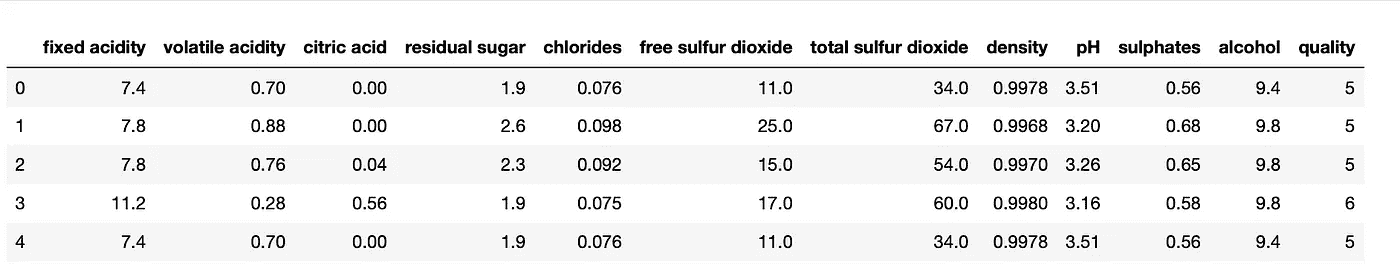 fixed acidity volatile acidity citric acid residual sugar chlorides free sulfur dioxide total sulfur dioxide density pH sulphates alcohol quality
0 7.4 0.70 0.00 1.9 0.076 11.0 34.0 0.9978 3.51 0.56 9.4 5
1 7.8 0.88 0.00 2.6 0.098 25.0 67.0 0.9968 3.20 0.68 9.8 5
2 7.8 0.76 0.04 2.3 0.092 15.0 54.0 0.9970 3.26 0.65 9.8 5
3 11.2 0.28 0.56 1.9 0.075 17.0 60.0 0.9980 3.16 0.58 9.8 6
4 7.4 0.70 0.00 1.9 0.076 11.0 34.0 0.9978 3.51 0.56 9.4 5